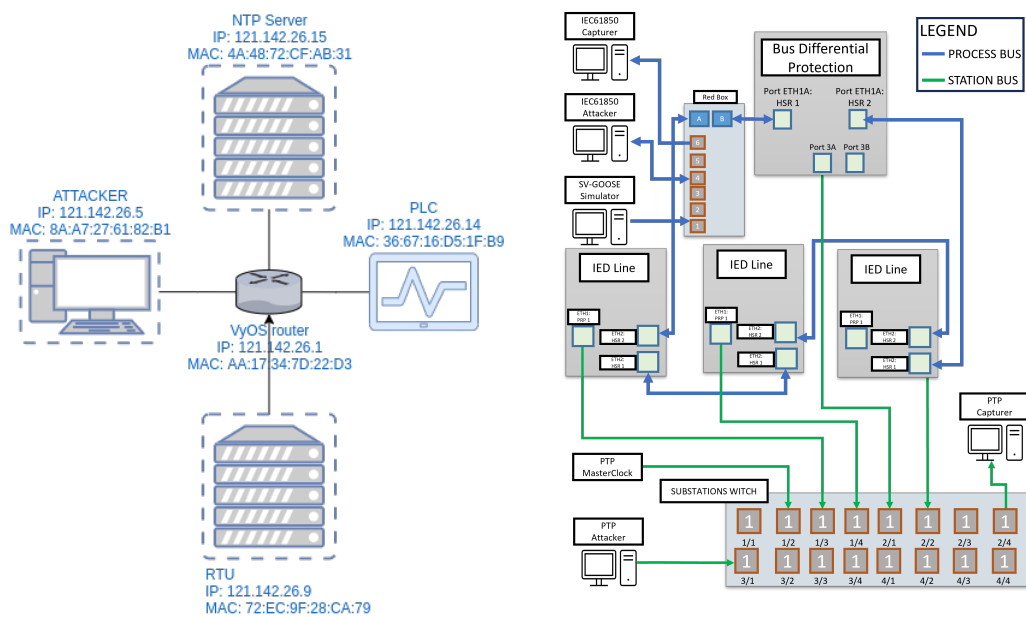 NTP Server
IP: 121.142.26.15
MAC: 4A:48:72:CF:AB:31
ATTACKER
IP: 121.142.26.5
MAC: 8A:A7:27:61:82:B1
PLC
IP: 121.142.26.14
MAC: 36:67:16:D5:1F:B9
VyOS router
IP: 121.142.26.1
MAC: AA:17:34:7D:22:D3
RTU
IP: 121.142.26.9
MAC: 72:EC:9F:28:CA:79
IEC61850
Capturer
IEC61850
Attacker
SV-GOOSE
Simulator
Red Box
A B
6
5
4
3
2
1
Bus Differential
Protection
Port ETH1A:
HSR 1
Port ETH1A:
HSR 2
Port 3A Port 3B
LEGEND
PROCESS BUS
STATION BUS
IED Line
ETH1:
PRP 1
ETH2:
HSR 2
ETH2:
HSR 1
IED Line
ETH1:
PRP 1
ETH2:
HSR 2
ETH2:
HSR 1
IED Line
ETH1:
PRP 1
ETH2:
HSR 2
ETH2:
HSR 1
PTP
Capturer
PTP
MasterClock
SUBSTATIONS WITCH
PTP
Attacker
1 1 1 1 1 1 1 1
1/1 1/2 1/3 1/4 2/1 2/2 2/3 2/4
1 1 1 1 1 1 1 1
3/1 3/2 3/3 3/4 4/1 4/2 4/3 4/4